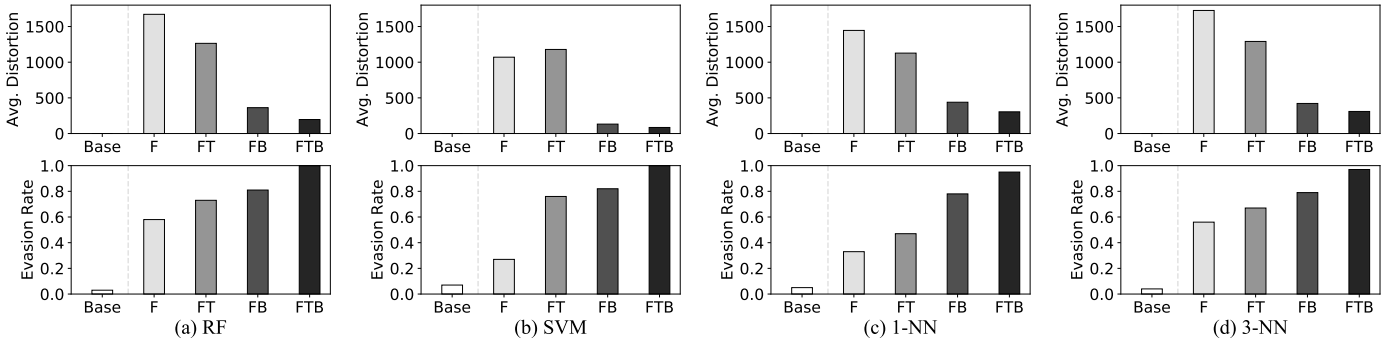 Avg. Distortion
1500
1000
500
0
Base F FT FB FTB
Avg. Distortion
1500
1000
500
0
Base F FT FB FTB
Avg. Distortion
1500
1000
500
0
Base F FT FB FTB
Avg. Distortion
1500
1000
500
0
Base F FT FB FTB
Evasion Rate
1.0
0.8
0.6
0.4
0.2
0.0
Base F FT FB FTB
Evasion Rate
1.0
0.8
0.6
0.4
0.2
0.0
Base F FT FB FTB
Evasion Rate
1.0
0.8
0.6
0.4
0.2
0.0
Base F FT FB FTB
Evasion Rate
1.0
0.8
0.6
0.4
0.2
0.0
Base F FT FB FTB
(a) RF
(b) SVM
(c) 1-NN
(d) 3-NN